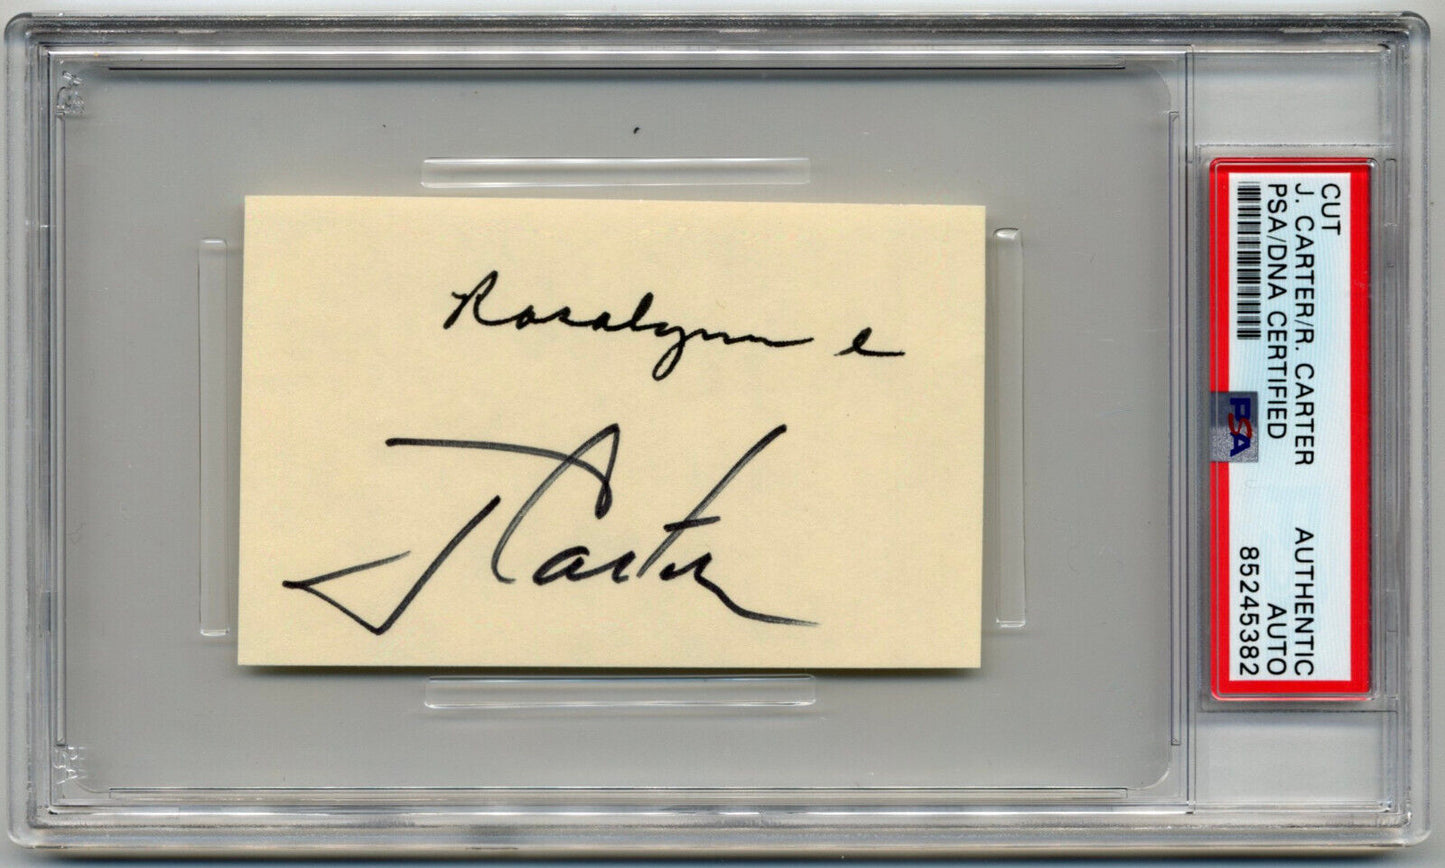 Rosalynn C
J Carter
CUT
J. CARTER/R. CARTER AUTHENTIC
PSA/DNA CERTIFIED AUTO
85245382
PSA